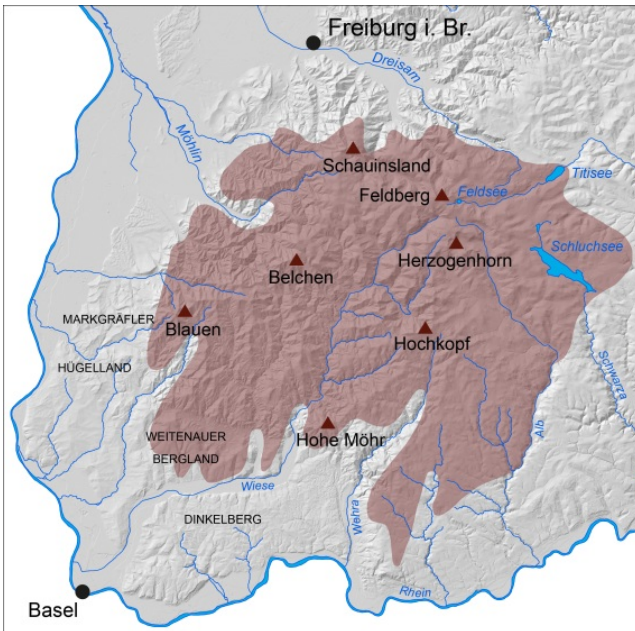 Freiburg i. Br.
Dreisam
Möhlin
Schauinsland
Titisee
Feldberg
Feldsee
Schluchsee
Herzogenhorn
Belchen
MARKGRÄFLER
Blauen
Hochkopf
HÜGELLAND
Schwarza
WEITENAUER
Hohe Möhr
Alb
BERGLAND
Wiese
Wehra
DINKELBERG
Rhein
Basel